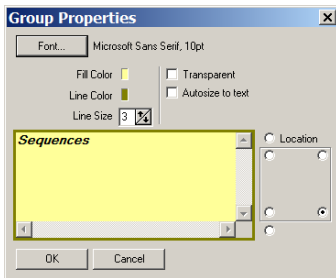 Group Properties
Font... Microsoft Sans Serif, 10pt
Fill Color Transparent
Line Color Autosize to text
Line Size 3
Sequences
Location
OK Cancel